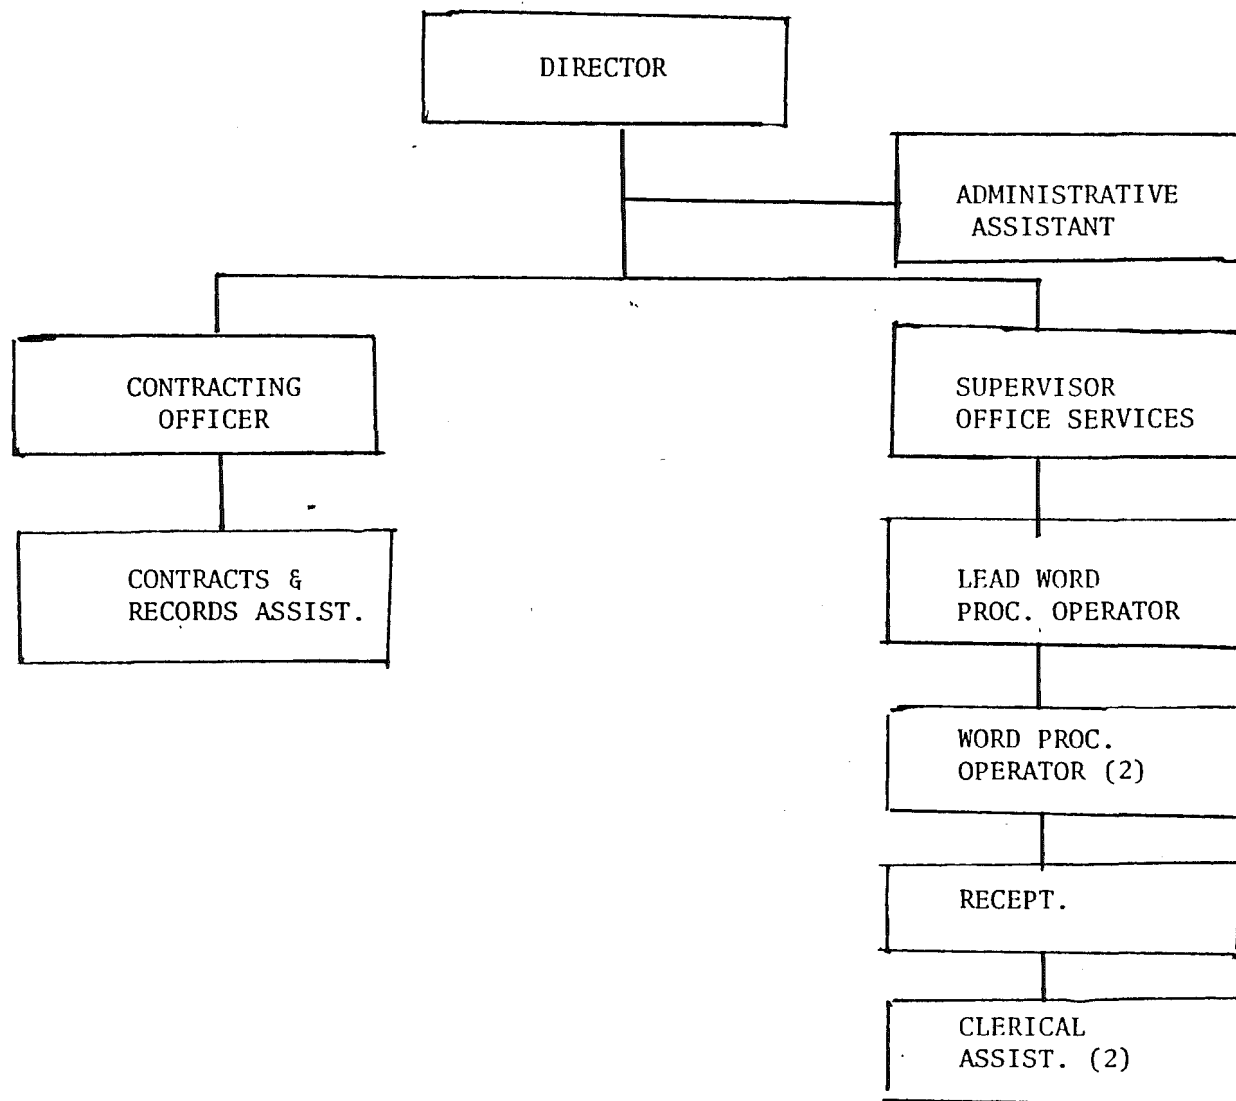 DIRECTOR
ADMINISTRATIVE
ASSISTANT
CONTRACTING
OFFICER
SUPERVISOR
OFFICE SERVICES
CONTRACTS &
RECORDS ASSIST.
LEAD WORD
PROC. OPERATOR
WORD PROC.
OPERATOR (2)
RECEPT.
CLERICAL
ASSIST. (2)